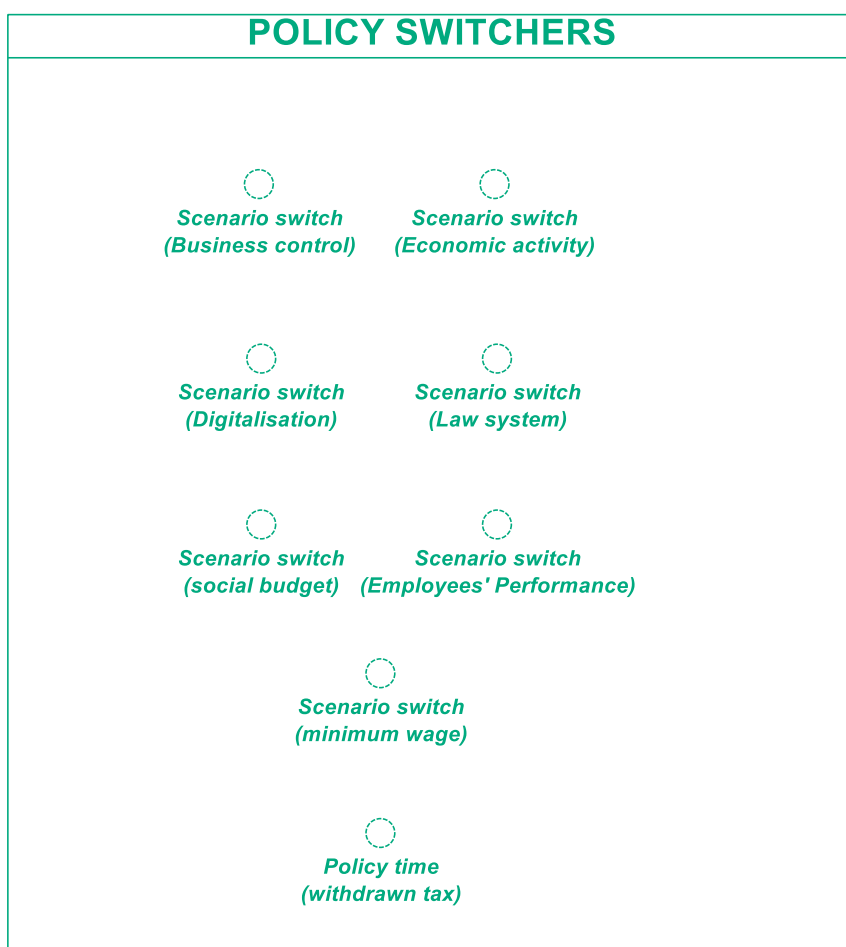 POLICY SWITCHERS
Scenario switch
(Business control)
Scenario switch
(Economic activity)
Scenario switch
(Digitalisation)
Scenario switch
(Law system)
Scenario switch
(social budget)
Scenario switch
(Employees' Performance)
Scenario switch
(minimum wage)
Policy time
(withdrawn tax)